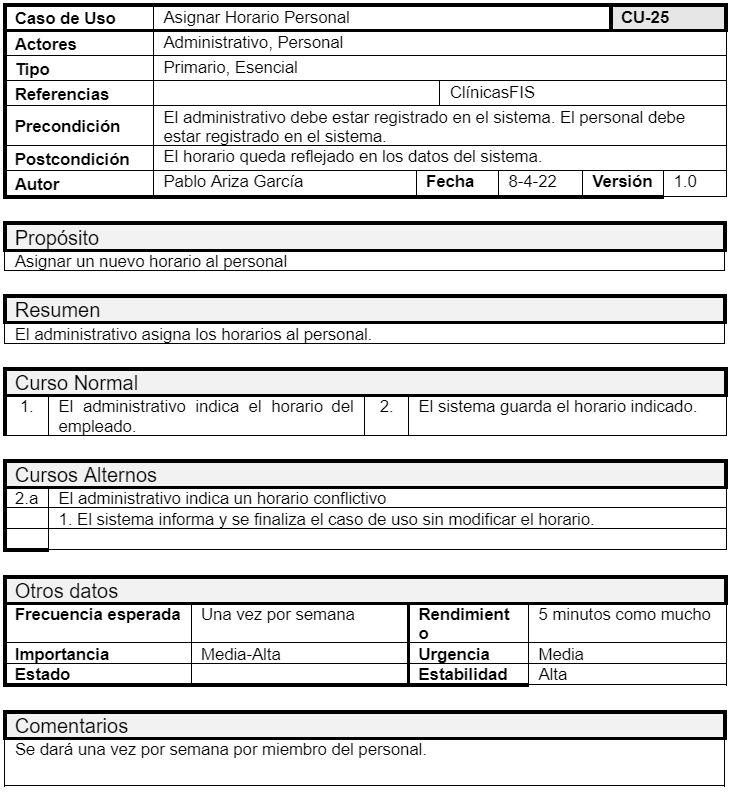 Caso de Uso Asignar Horario Personal CU-25
Actores Administrativo, Personal
Tipo Primario, Esencial
Referencias ClínicasFIS
Precondición El administrativo debe estar registrado en el sistema. El personal debe
estar registrado en el sistema.
Postcondición El horario queda reflejado en los datos del sistema.
Autor Pablo Ariza García Fecha 8-4-22 Versión 1.0
Propósito
Asignar un nuevo horario al personal
Resumen
El administrativo asigna los horarios al personal.
Curso Normal
1. El administrativo indica el horario del 2. El sistema guarda el horario indicado.
empleado.
Cursos Alternos
2.a El administrativo indica un horario conflictivo
1. El sistema informa y se finaliza el caso de uso sin modificar el horario.
Otros datos
Frecuencia esperada Una vez por semana Rendimient 5 minutos como mucho
o
Importancia Media-Alta Urgencia Media
Estado Estabilidad Alta
Comentarios
Se dará una vez por semana por miembro del personal.